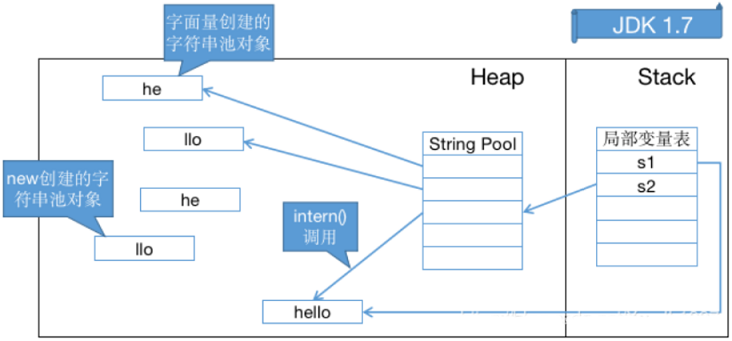 字面量创建的
字符串池对象
JDK 1.7
Heap
Stack
he
llo
String Pool
局部变量表
s1
s2
new创建的字
符串池对象
he
llo
intern()
调用
hello